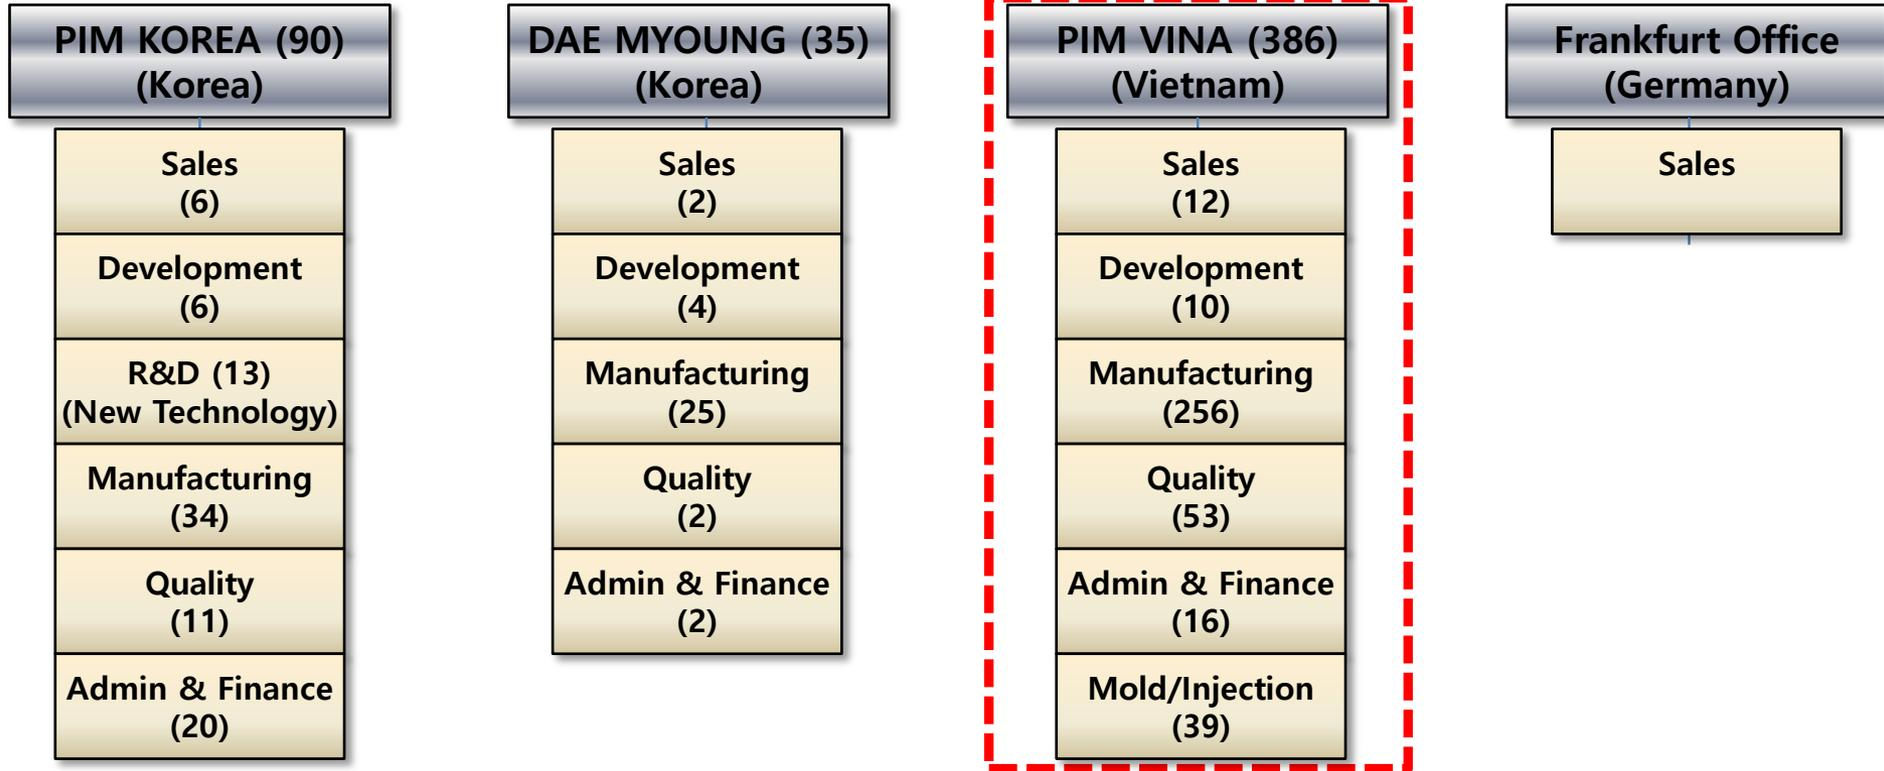 PIM KOREA (90)
(Korea)
Sales
(6)
Development
(6)
R&D (13)
(New Technology)
Manufacturing
(34)
Quality
(11)
Admin & Finance
(20)
DAE MYOUNG (35)
(Korea)
Sales
(2)
Development
(4)
Manufacturing
(25)
Quality
(2)
Admin & Finance
(2)
PIM VINA (386)
(Vietnam)
Sales
(12)
Development
(10)
Manufacturing
(256)
Quality
(53)
Admin & Finance
(16)
Mold/Injection
(39)
Frankfurt Office
(Germany)
Sales